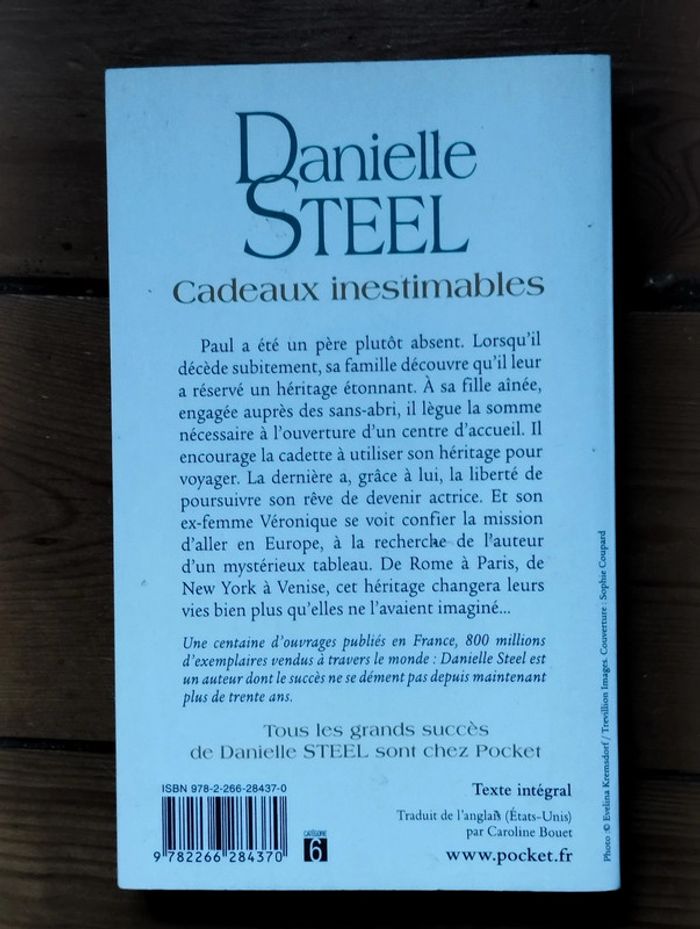 Danielle
STEEL
Cadeaux inestimables
Paul a été un père plutôt absent. Lorsqu'il
décède subitement, sa famille découvre qu'il leur
a réservé un héritage étonnant. À sa fille aînée,
engagée auprès des sans-abri, il lègue la somme
nécessaire à l'ouverture d'un centre d'accueil. Il
encourage la cadette à utiliser son héritage pour
voyager. La dernière a, grâce à lui, la liberté de
poursuivre son rêve de devenir actrice. Et son
ex-femme Véronique se voit confier la mission
d'aller en Europe, à la recherche de l'auteur
d'un mystérieux tableau. De Rome à Paris, de
New York à Venise, cet héritage changera leurs
vies bien plus qu'elles ne l'avaient imaginé...
Une centaine d'ouvrages publiés en France, 800 millions
d'exemplaires vendus à travers le monde : Danielle Steel est
un auteur dont le succès ne se dément pas depuis maintenant
plus de trente ans.
Tous les grands succès
de Danielle STEEL sont chez Pocket
ISBN 978-2-266-28437-0
9 782266 284370
CATÉGORIE
6
Texte intégral
Traduit de l'anglais (États-Unis)
par Caroline Bouet
www.pocket.fr
Photo : © Evelina Kremsdorf / Trevillion Images. Couverture : Sophie Coupard